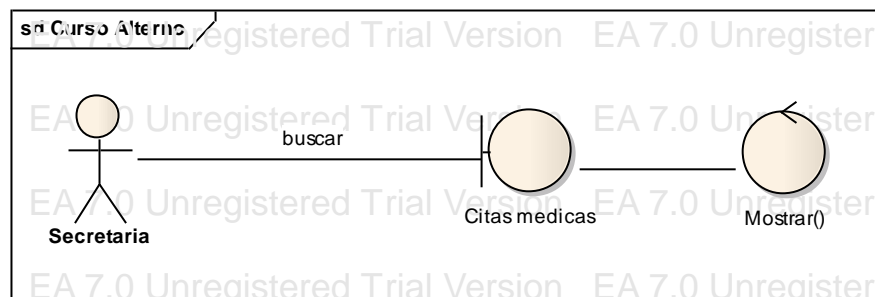 sd Curso Alterno
EA 7.0 Unregistered Trial Version EA 7.0 Unregister
EA 7.0 Unregistered Trial Version EA 7.0 Unregister
buscar
EA 7.0 Unregistered Trial Version EA 7.0 Unregister
Citas medicas
Mostrar()
Secretaria
EA 7.0 Unregistered Trial Version EA 7.0 Unregister